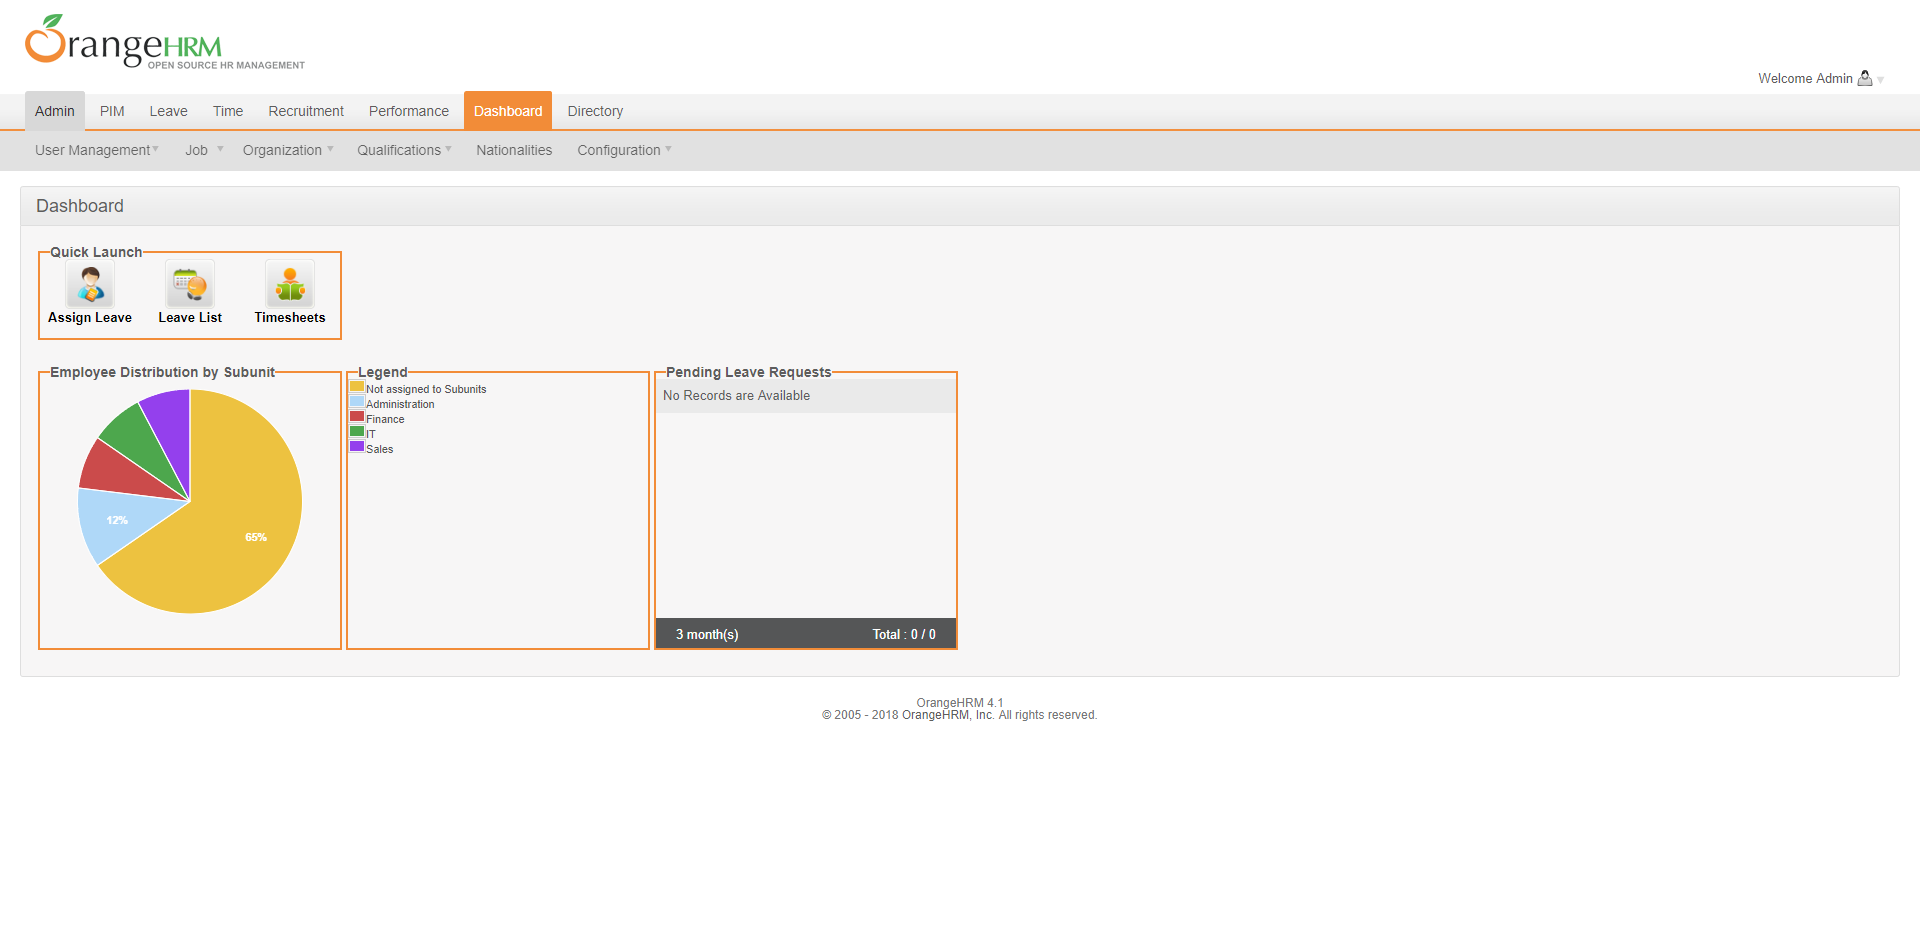 OrangeHRM
OPEN SOURCE HR MANAGEMENT
Welcome Admin
Admin PIM Leave Time Recruitment Performance Dashboard Directory
User Management Job Organization Qualifications Nationalities Configuration
Dashboard
Quick Launch
Assign Leave Leave List Timesheets
Employee Distribution by Subunit
12%
65%
Legend
Not assigned to Subunits
Administration
Finance
IT
Sales
Pending Leave Requests
No Records are Available
3 month(s) Total : 0 / 0
OrangeHRM 4.1
© 2005 - 2018 OrangeHRM, Inc. All rights reserved.